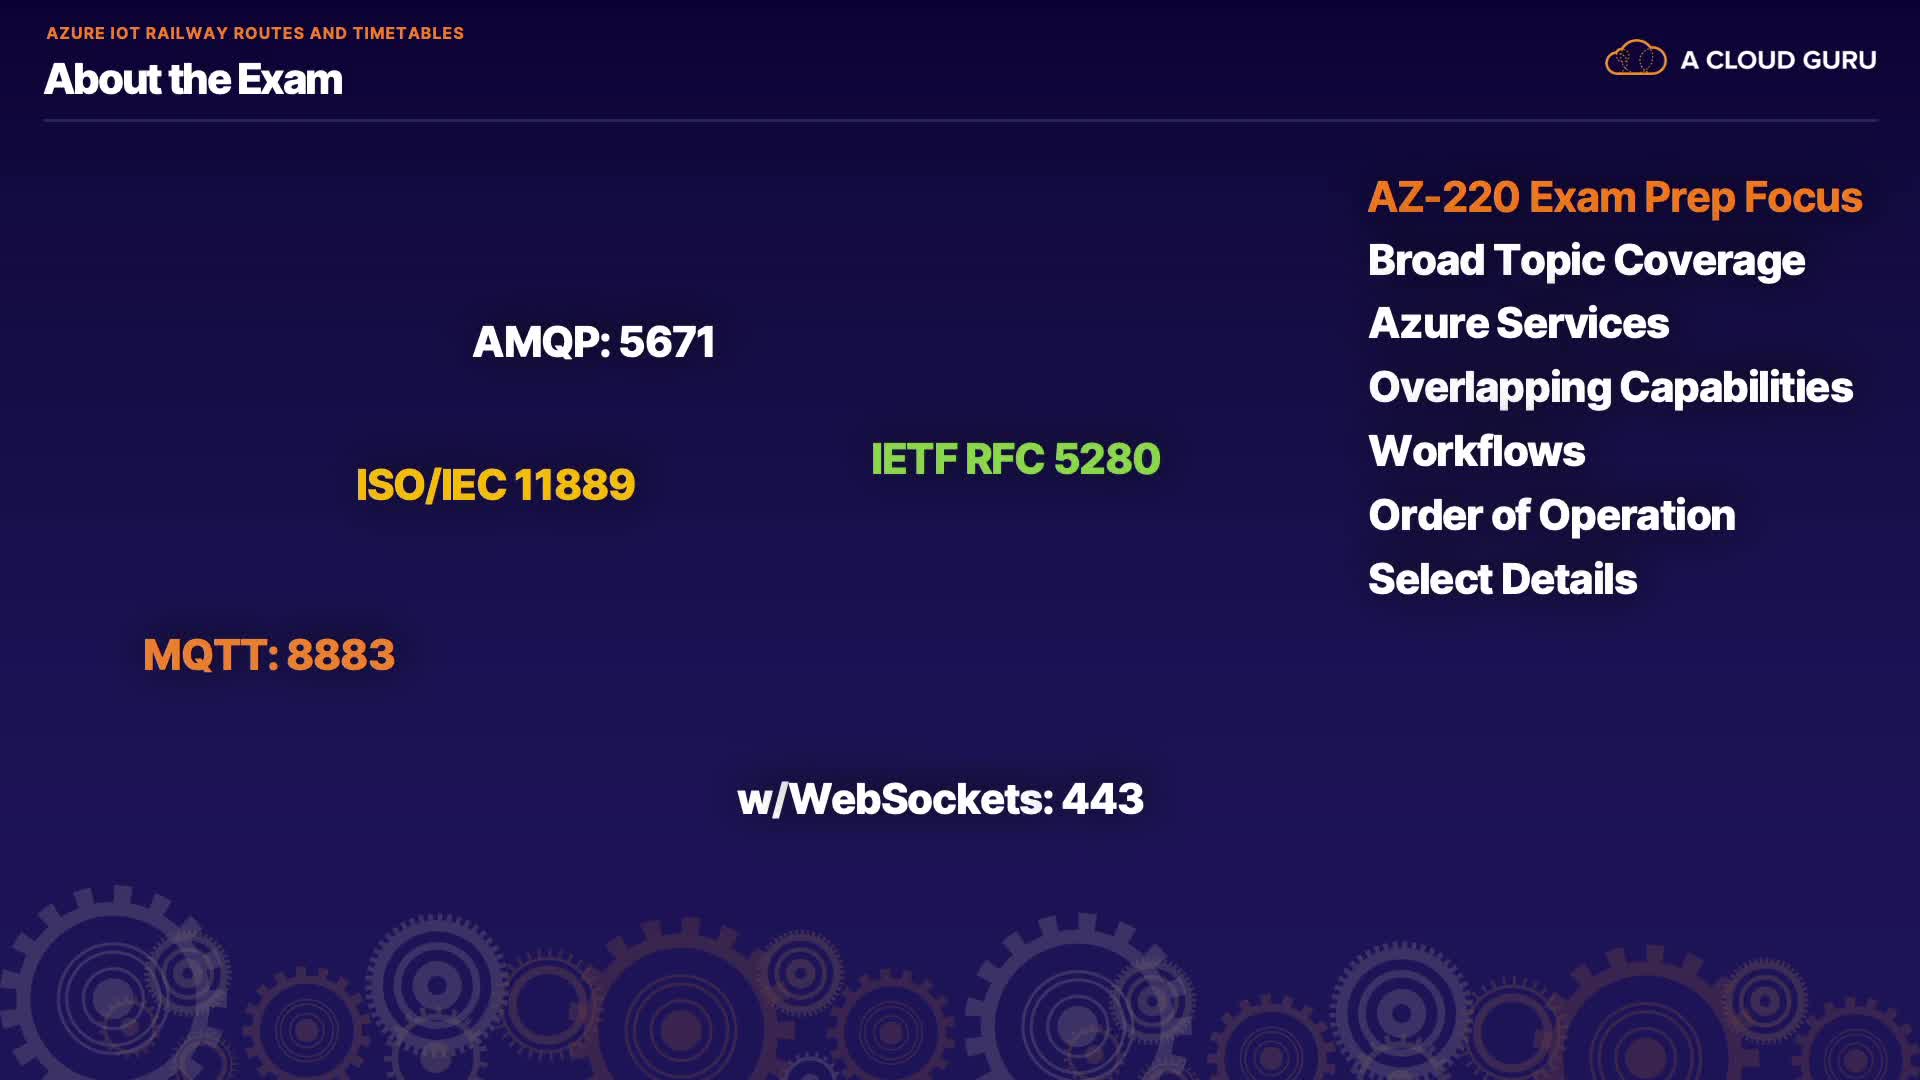 AZURE IOT RAILWAY ROUTES AND TIMETABLES
About the Exam
A CLOUD GURU
AMQP: 5671
IETF RFC 5280
ISO/IEC 11889
MQTT: 8883
w/WebSockets: 443
AZ-220 Exam Prep Focus
Broad Topic Coverage
Azure Services
Overlapping Capabilities
Workflows
Order of Operation
Select Details